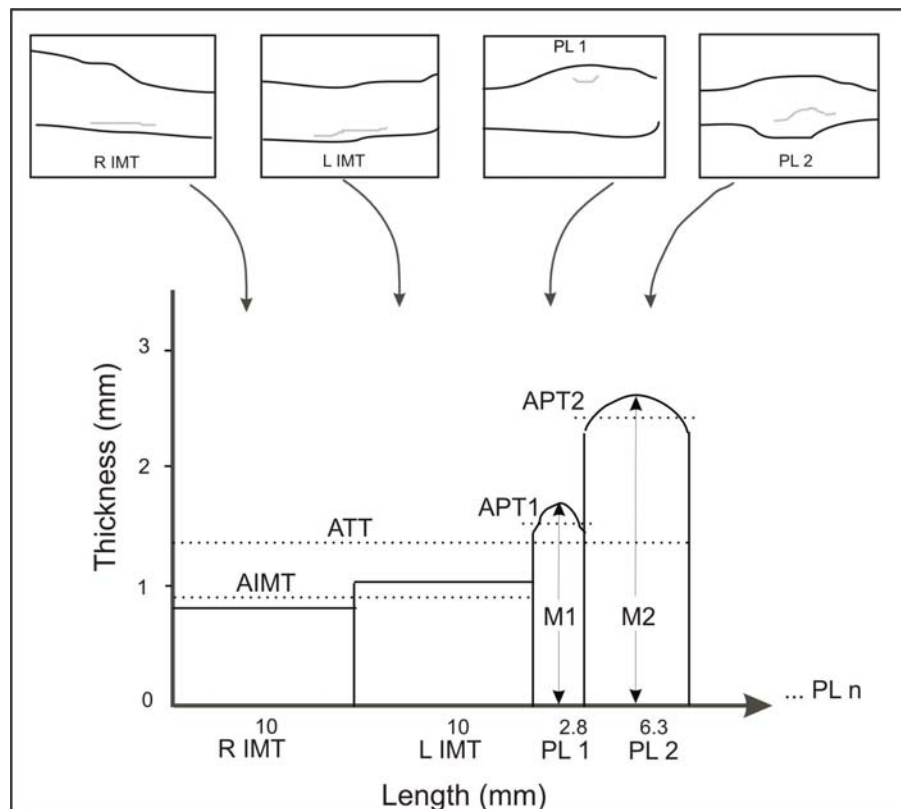 PL 1
R IMT
L IMT
PL 2
Thickness (mm)
3
2
1
0
APT2
APT1
ATT
AIMT
M1
M2
... PL n
10
10
2.8
6.3
R IMT
L IMT
PL 1
PL 2
Length (mm)